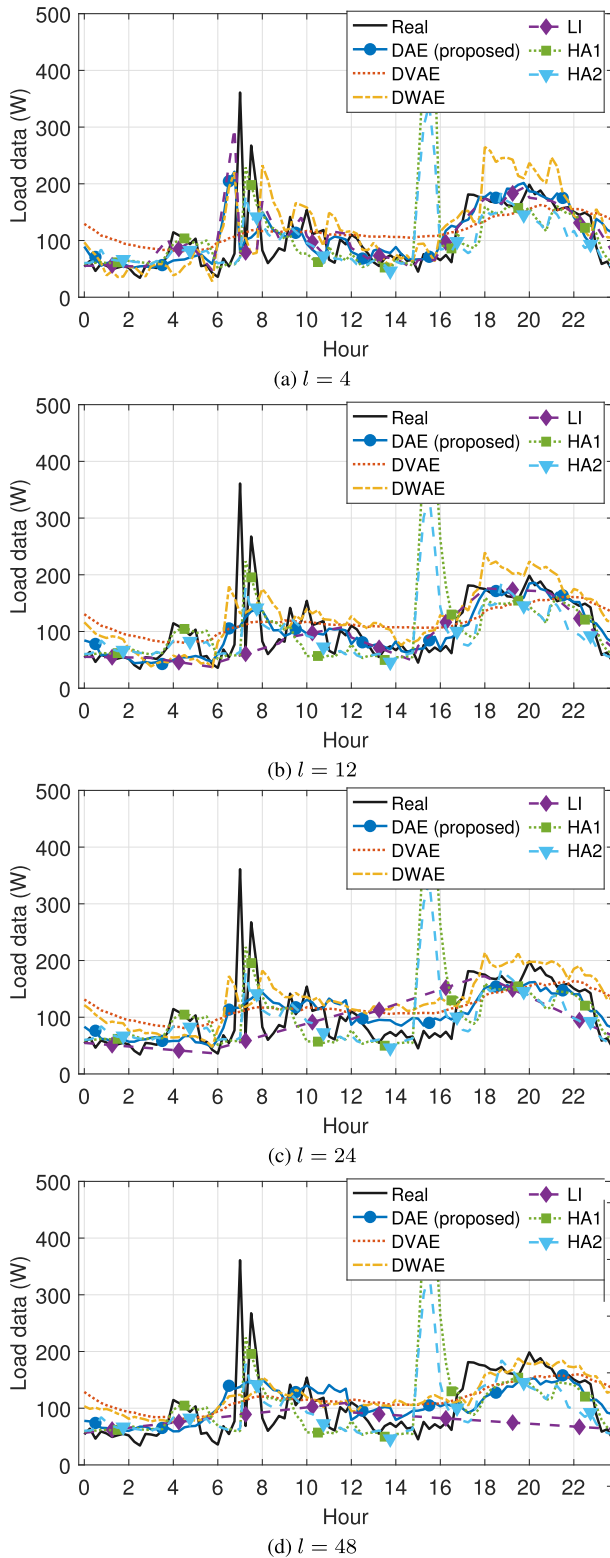 500
400
300
200
100
0
Load data (W)
Real
DAE (proposed)
DVAE
DWAE
LI
HA1
HA2
0 2 4 6 8 10 12 14 16 18 20 22
Hour
(a) l = 4
500
400
300
200
100
0
Load data (W)
Real
DAE (proposed)
DVAE
DWAE
LI
HA1
HA2
0 2 4 6 8 10 12 14 16 18 20 22
Hour
(b) l = 12
500
400
300
200
100
0
Load data (W)
Real
DAE (proposed)
DVAE
DWAE
LI
HA1
HA2
0 2 4 6 8 10 12 14 16 18 20 22
Hour
(c) l = 24
500
400
300
200
100
0
Load data (W)
Real
DAE (proposed)
DVAE
DWAE
LI
HA1
HA2
0 2 4 6 8 10 12 14 16 18 20 22
Hour
(d) l = 48